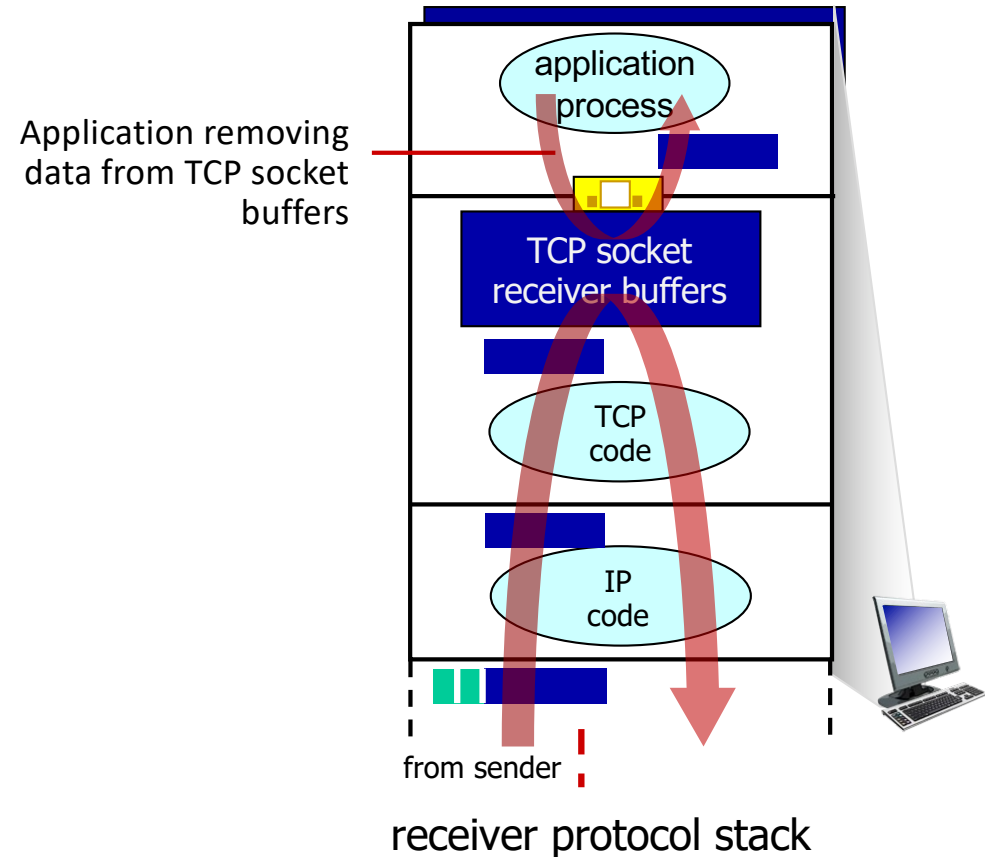 application
process
Application removing
data from TCP socket
buffers
TCP socket
receiver buffers
TCP
code
IP
code
from sender
receiver protocol stack